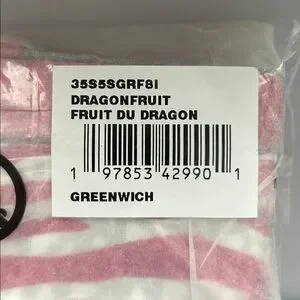 35S5SGRF8I
DRAGONFRUIT
FRUIT DU DRAGON
1 97853 42990 1
GREENWICH